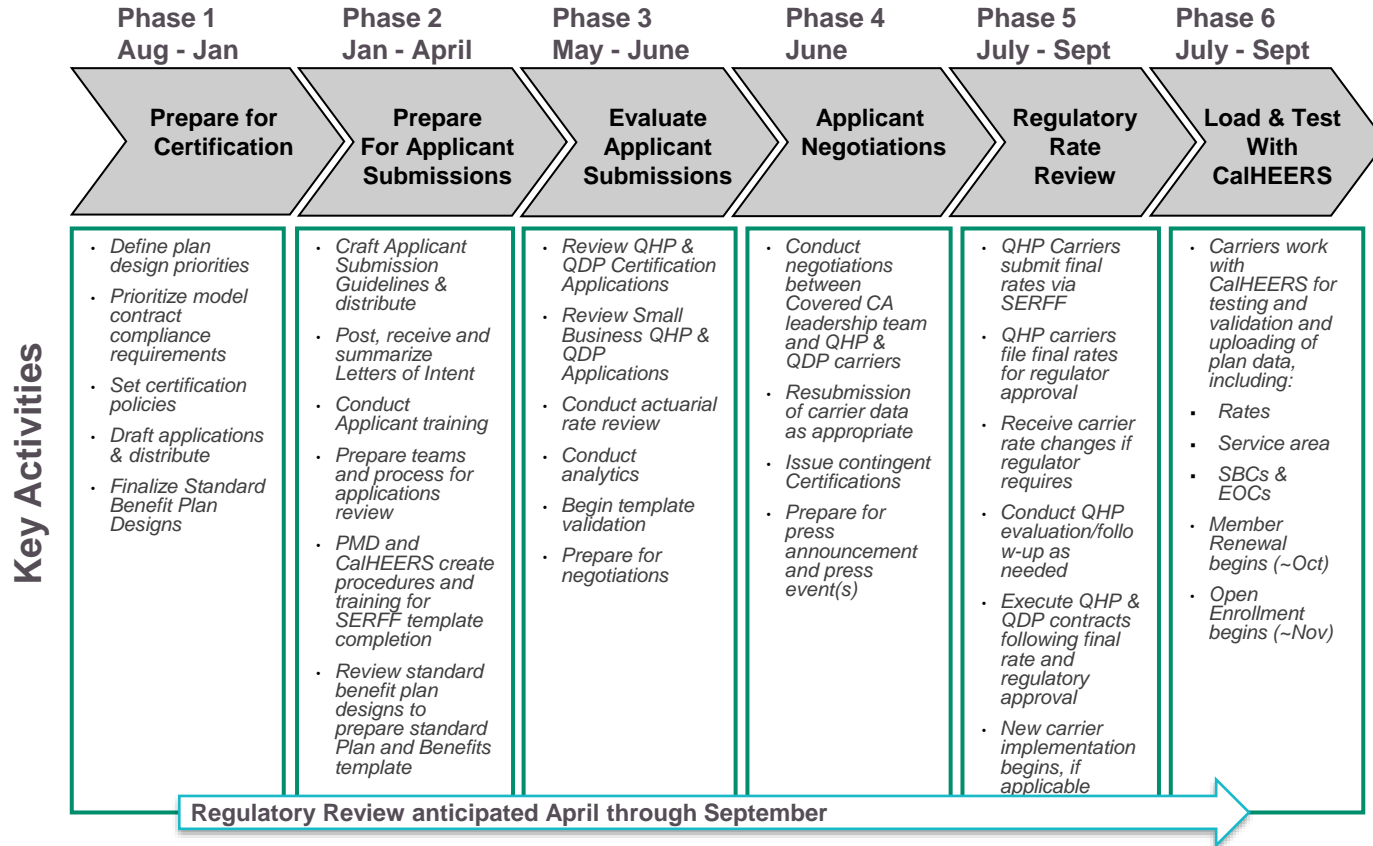 Phase 1
Aug - Jan
Phase 2
Jan - April
Phase 3
May - June
Phase 4
June
Phase 5
July - Sept
Phase 6
July - Sept
Prepare for
Certification
Prepare
For Applicant
Submissions
Evaluate
Applicant
Submissions
Applicant
Negotiations
Regulatory
Rate
Review
Load & Test
With
CalHEERS
Key Activities
• Define plan
design priorities
• Prioritize model
contract
compliance
requirements
• Set certification
policies
• Draft applications
& distribute
• Finalize Standard
Benefit Plan
Designs
• Craft Applicant
Submission
Guidelines &
distribute
• Post, receive and
summarize
Letters of Intent
• Conduct
Applicant training
• Prepare teams
and process for
applications
review
• PMD and
CalHEERS create
procedures and
training for
SERFF template
completion
• Review standard
benefit plan
designs to
prepare standard
Plan and Benefits
template
• Review QHP &
QDP Certification
Applications
• Review Small
Business QHP &
QDP
Applications
• Conduct actuarial
rate review
• Conduct
analytics
• Begin template
validation
• Prepare for
negotiations
• Conduct
negotiations
between
Covered CA
leadership team
and QHP &
QDP carriers
• Resubmission
of carrier data
as appropriate
• Issue contingent
Certifications
• Prepare for
press
announcement
and press
event(s)
• QHP Carriers
submit final
rates via
SERFF
• QHP carriers
file final rates
for regulator
approval
• Receive carrier
rate changes if
regulator
requires
• Conduct QHP
evaluation/follo
w-up as
needed
• Execute QHP &
QDP contracts
following final
rate and
regulatory
approval
• New carrier
implementation
begins, if
applicable
• Carriers work
with
CalHEERS for
testing and
validation and
uploading of
plan data,
including:
▪ Rates
▪ Service area
▪ SBCs &
EOCs
• Member
Renewal
begins (~Oct)
• Open
Enrollment
begins (~Nov)
Regulatory Review anticipated April through September